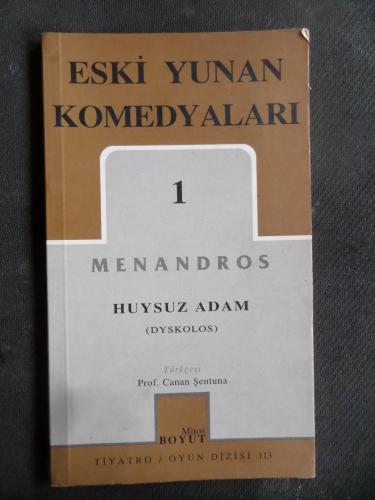 ESKİ YUNAN
KOMEDYALARI
1
MENANDROS
HUYSUZ ADAM
(DYSKOLOS)
Türkçesi
Prof. Canan Şentuna
Mitos
BOYUT
TİYATRO / OYUN DİZİSİ 113